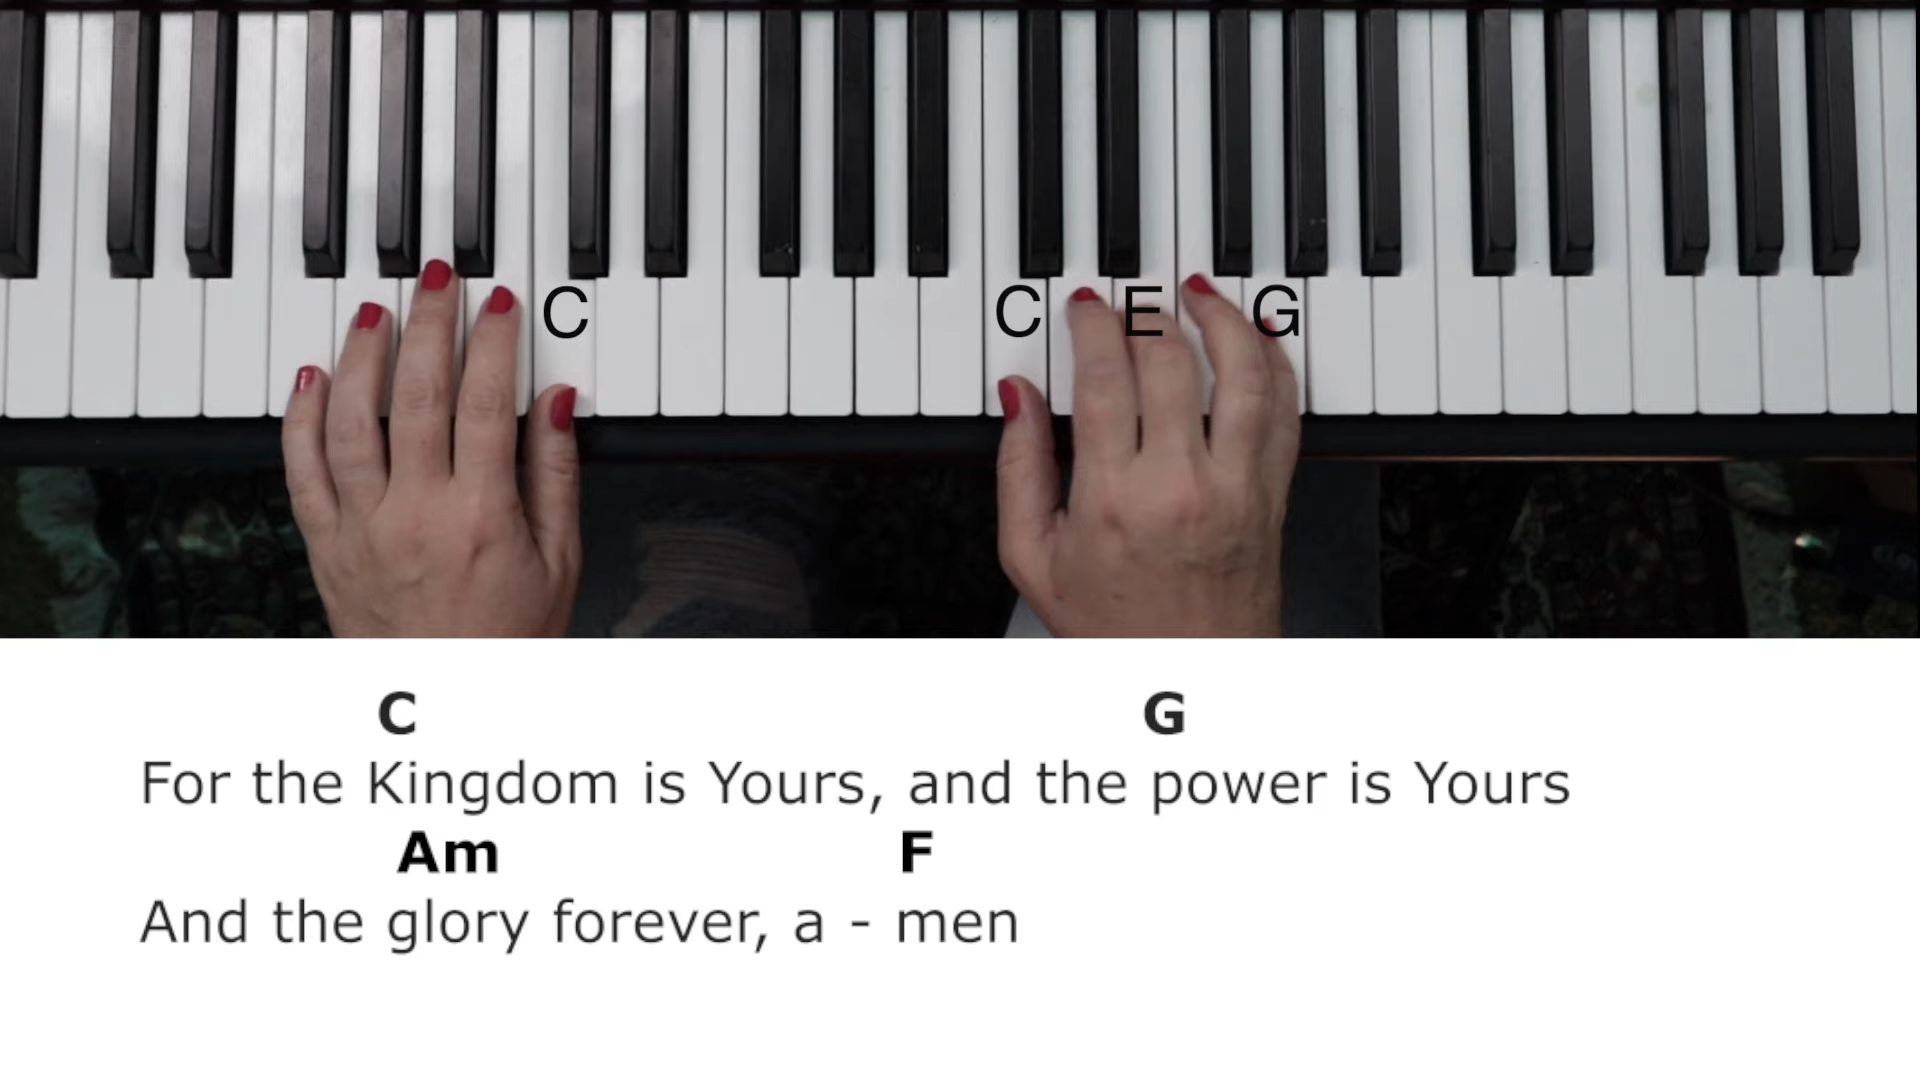 C C E G
C G
For the Kingdom is Yours, and the power is Yours
Am F
And the glory forever, a - men